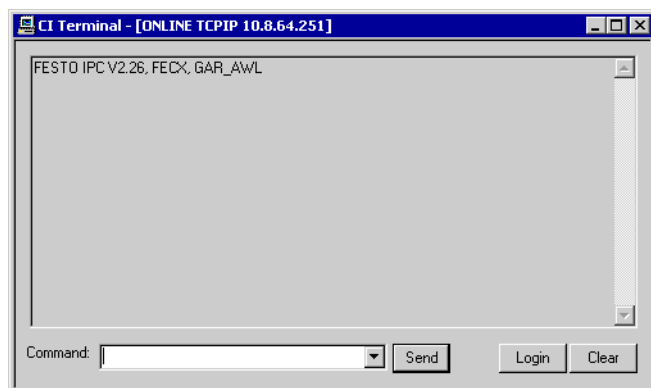 CI Terminal - [ONLINE TCPIP 10.8.64.251]
FESTO IPC V2.26, FECX, GAR_AWL
Command: Send Login Clear